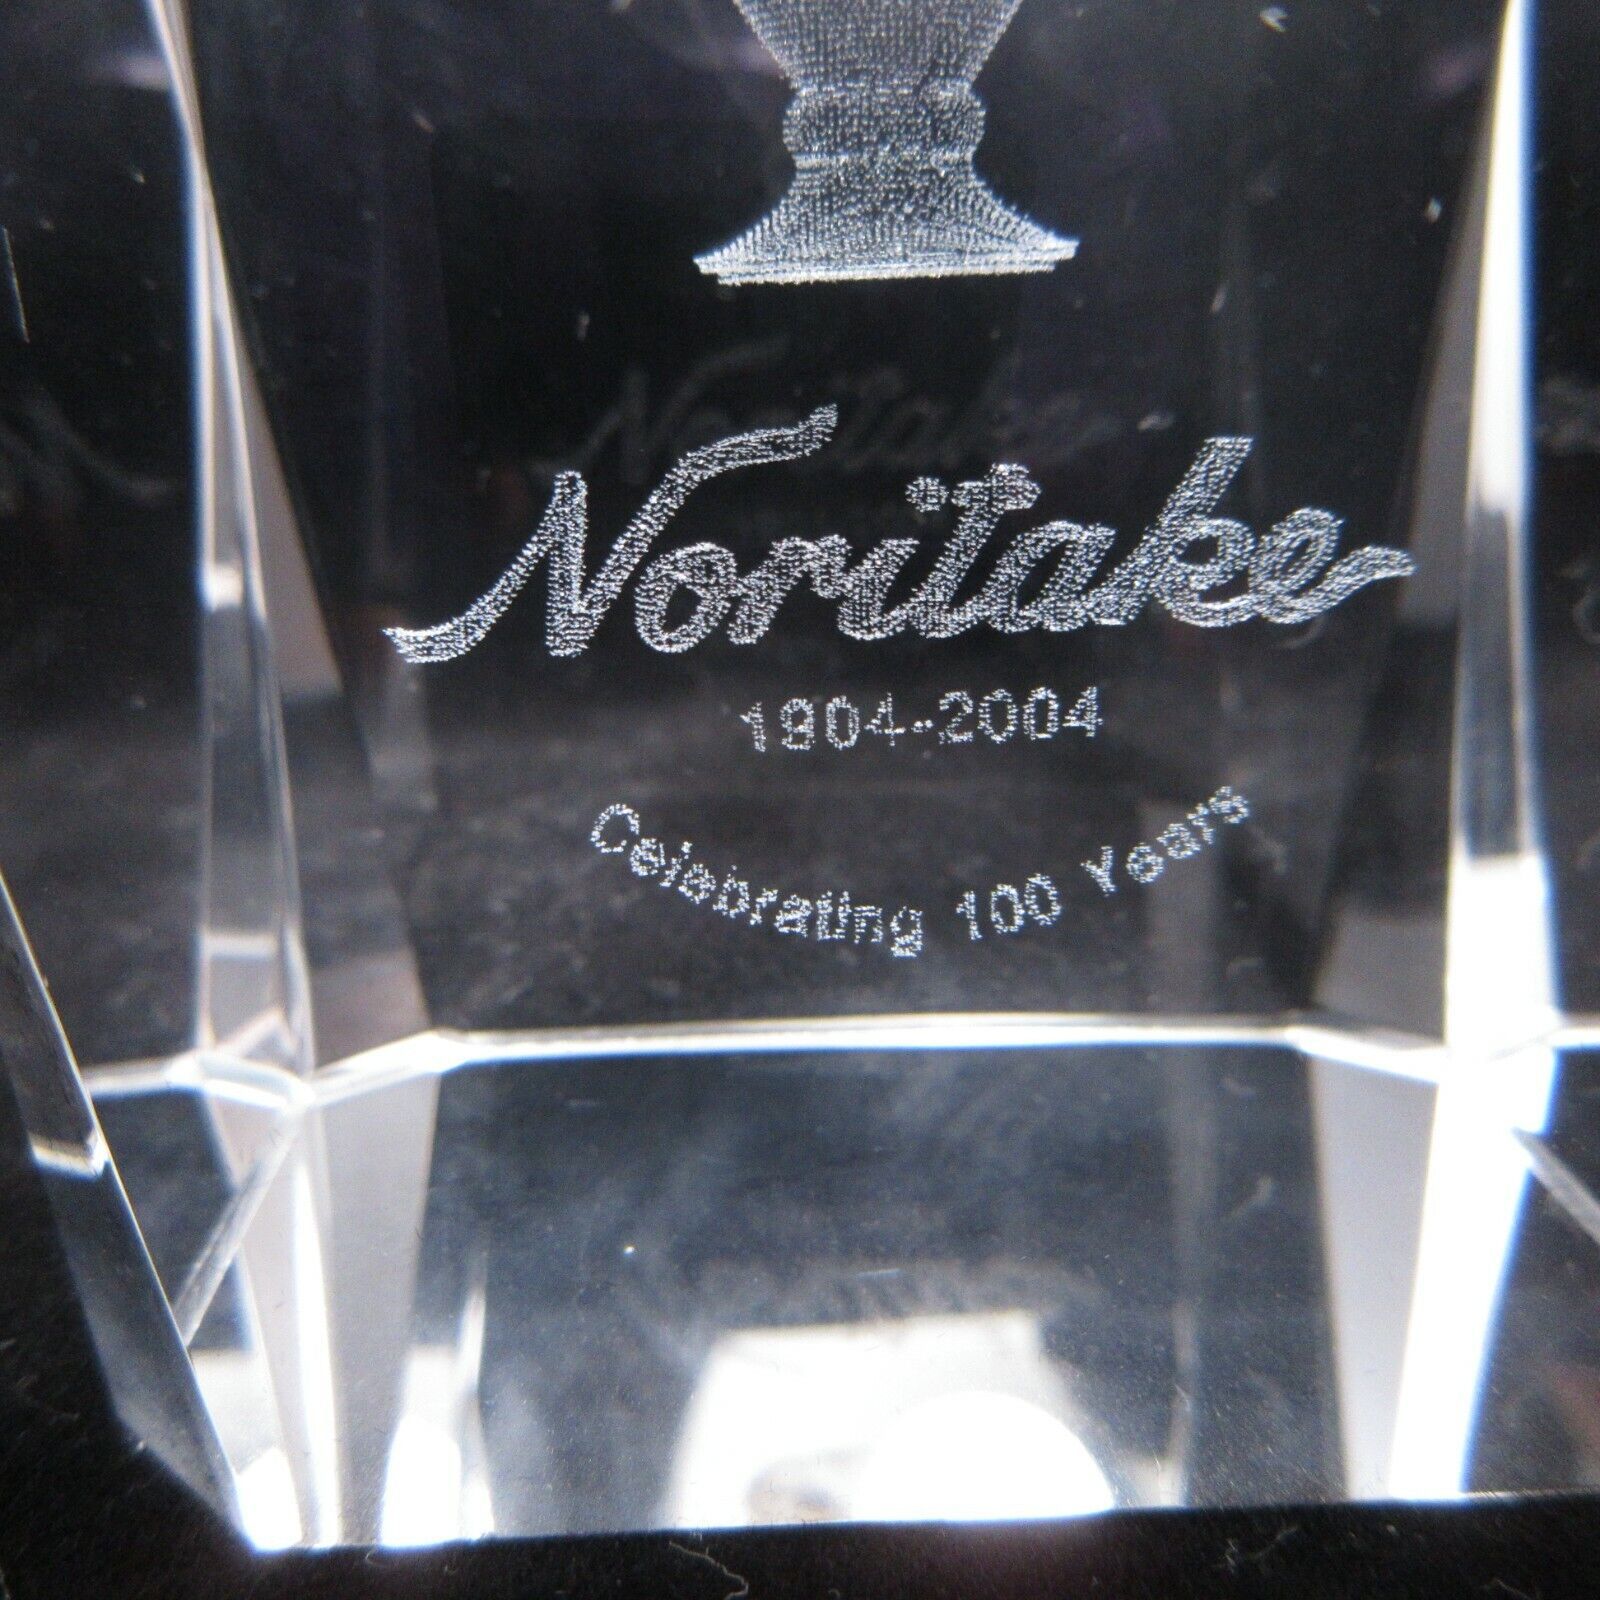 Noritake
1904-2004
Celebrating 100 Years